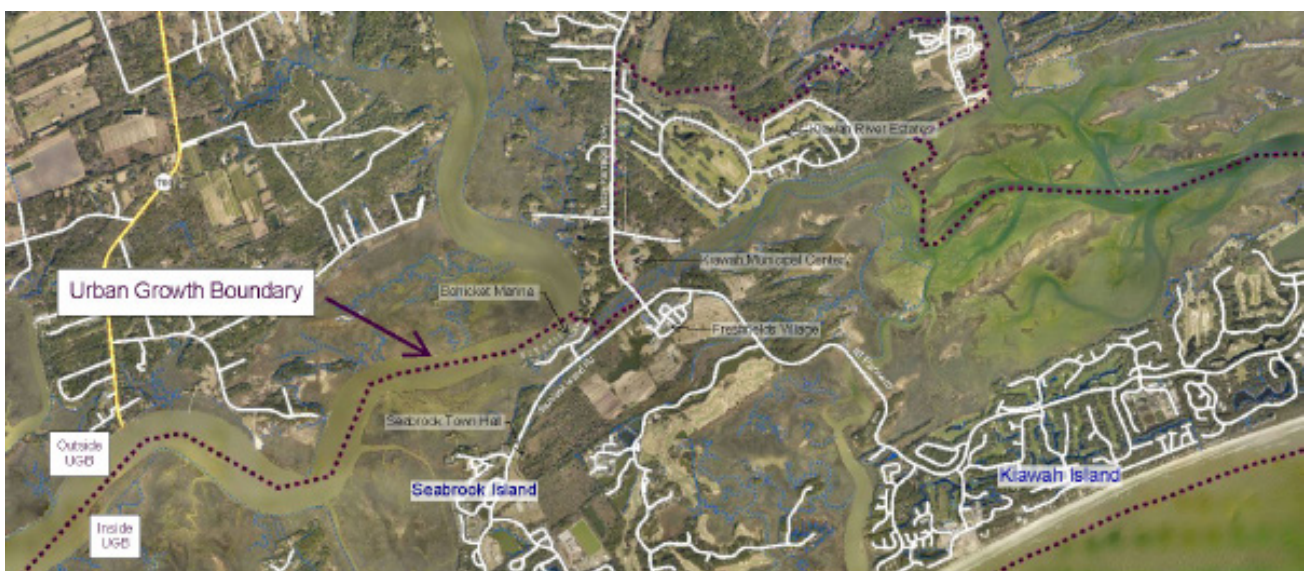 Kiawah River Estates
Kiawah Municipal Center
Urban Growth
Boundary
Bohicket Marina
Freshfields Village
Seabrook Town Hall
Outside
UGB
Seabrook Island
Kiawah Island
Inside
UGB